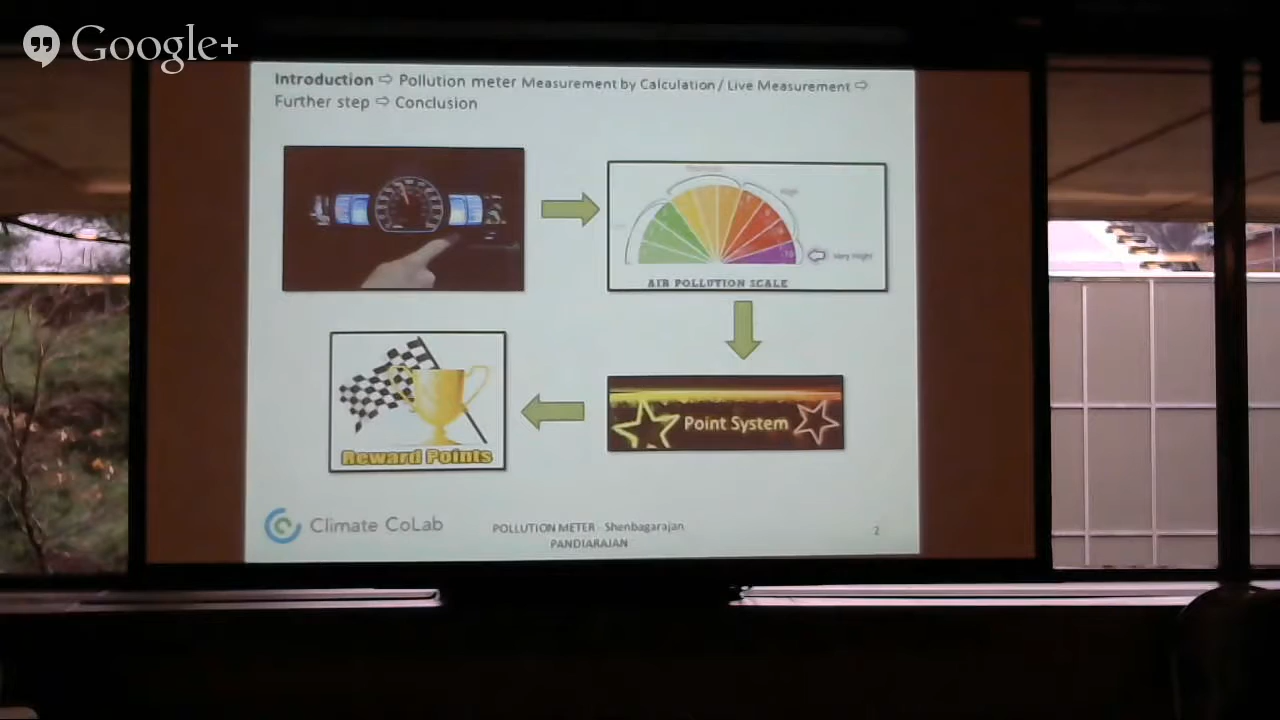 Google+
Introduction ⇨ Pollution meter Measurement by Calculation / Live Measurement ⇨
Further step ⇨ Conclusion
High
Very High
10
AIR POLLUTION SCALE
Point System
Reward Points
Climate CoLab
POLLUTION METER - Shenbagarajan
PANDIARAJAN
2